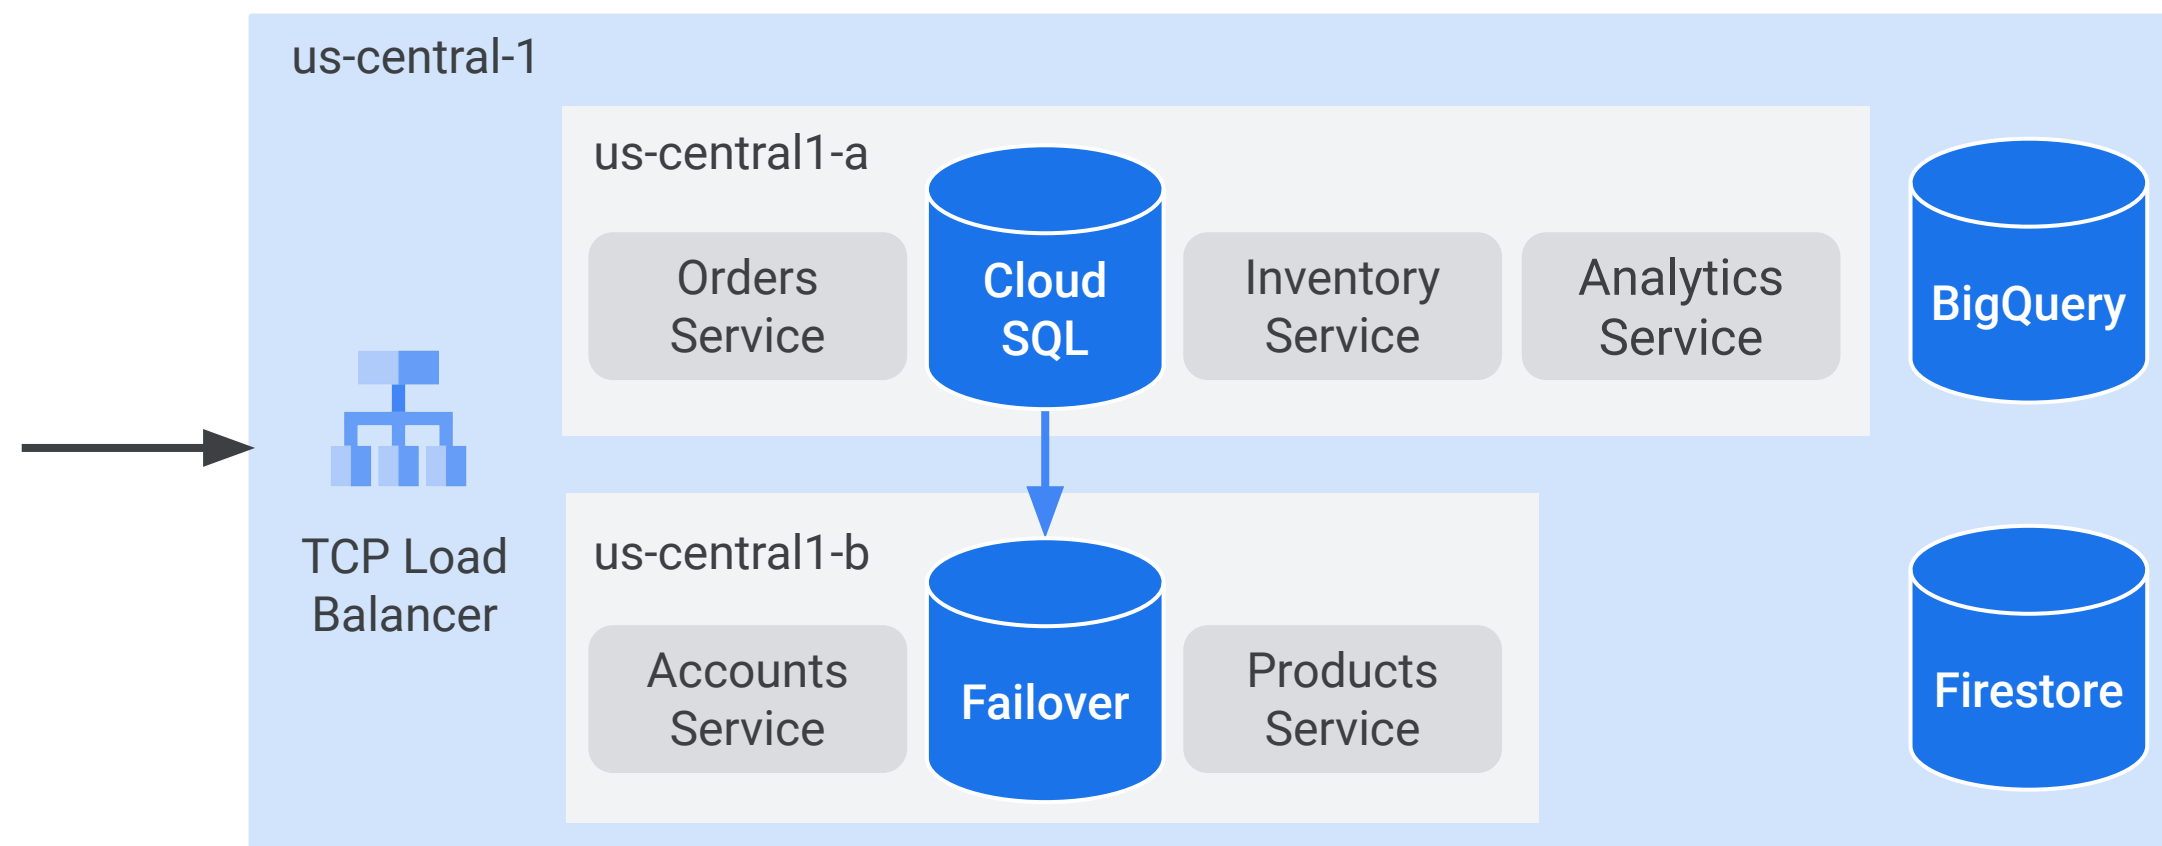 us-central-1
us-central1-a
Orders
Service
Cloud
SQL
Inventory
Service
Analytics
Service
BigQuery
TCP Load
Balancer
us-central1-b
Accounts
Service
Failover
Products
Service
Firestore